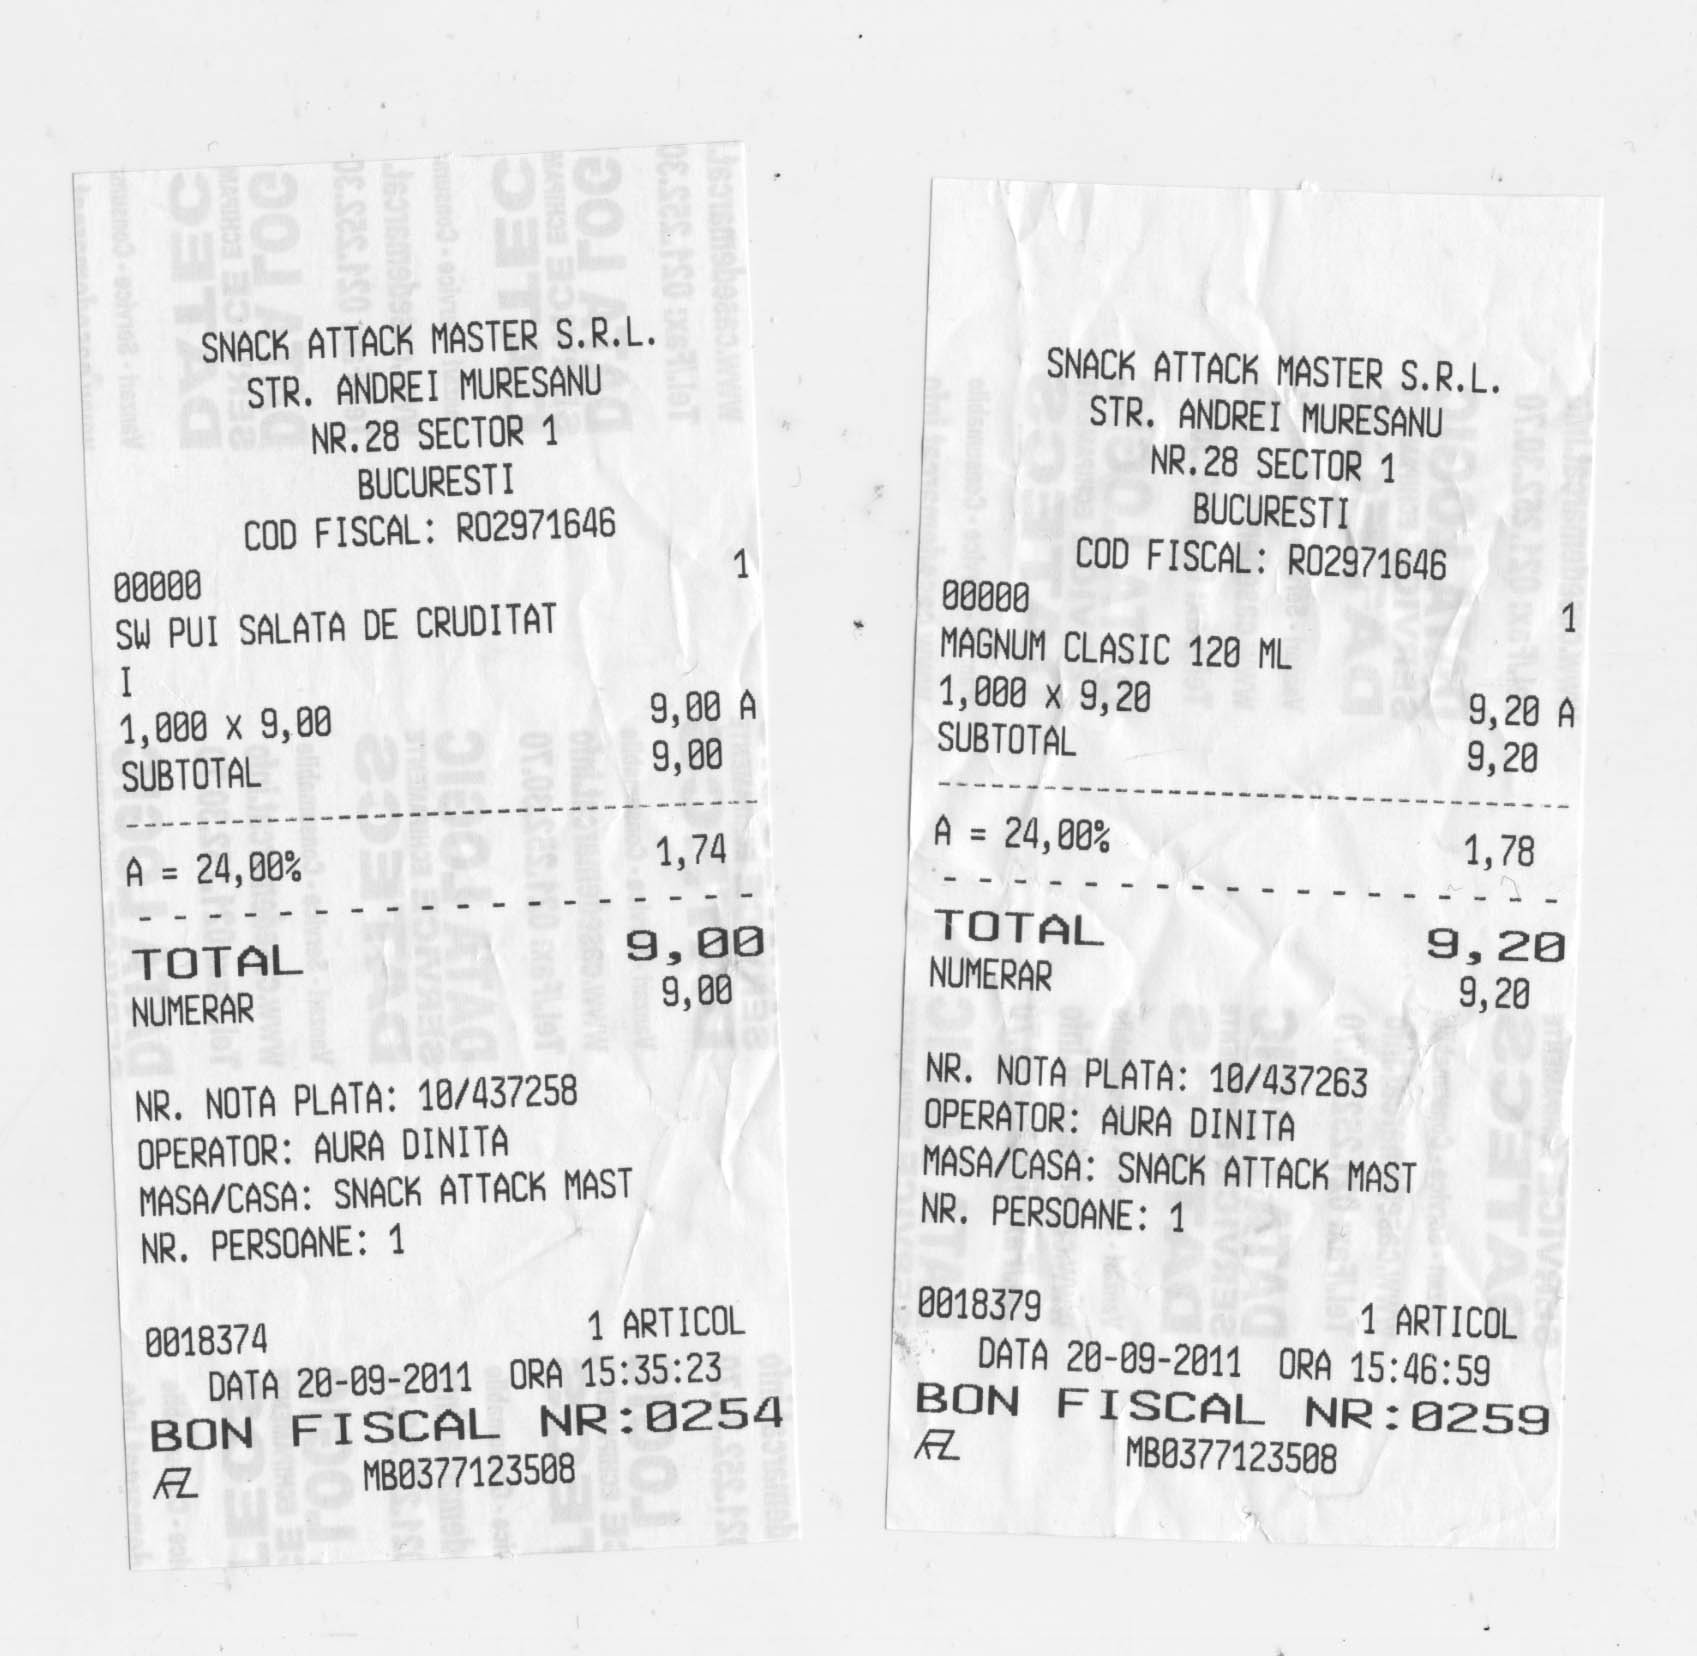 SNACK ATTACK MASTER S.R.L.
STR. ANDREI MURESANU
NR.28 SECTOR 1
BUCURESTI
COD FISCAL: RO2971646
00000 1
SW PUI SALATA DE CRUDITAT
I
1,000 x 9,00 9,00 A
SUBTOTAL 9,00
A = 24,00% 1,74
TOTAL 9,00
NUMERAR 9,00
NR. NOTA PLATA: 10/437258
OPERATOR: AURA DINITA
MASA/CASA: SNACK ATTACK MAST
NR. PERSOANE: 1
0018374 1 ARTICOL
DATA 20-09-2011 ORA 15:35:23
BON FISCAL NR:0254
MB0377123508
SNACK ATTACK MASTER S.R.L.
STR. ANDREI MURESANU
NR.28 SECTOR 1
BUCURESTI
COD FISCAL: RO2971646
00000 1
MAGNUM CLASIC 120 ML
1,000 x 9,20 9,20 A
SUBTOTAL 9,20
A = 24,00% 1,78
TOTAL 9,20
NUMERAR 9,20
NR. NOTA PLATA: 10/437263
OPERATOR: AURA DINITA
MASA/CASA: SNACK ATTACK MAST
NR. PERSOANE: 1
0018379 1 ARTICOL
DATA 20-09-2011 ORA 15:46:59
BON FISCAL NR:0259
MB0377123508